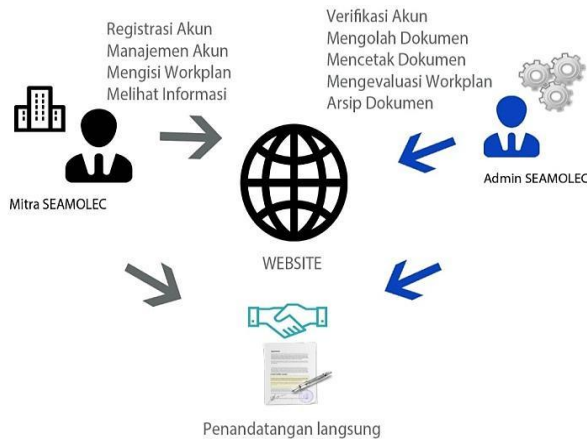 Registrasi Akun
Manajemen Akun
Mengisi Workplan
Melihat Informasi
Verifikasi Akun
Mengolah Dokumen
Mencetak Dokumen
Mengevaluasi Workplan
Arsip Dokumen
Mitra SEAMOLEC
Admin SEAMOLEC
WEBSITE
Penandatangan langsung